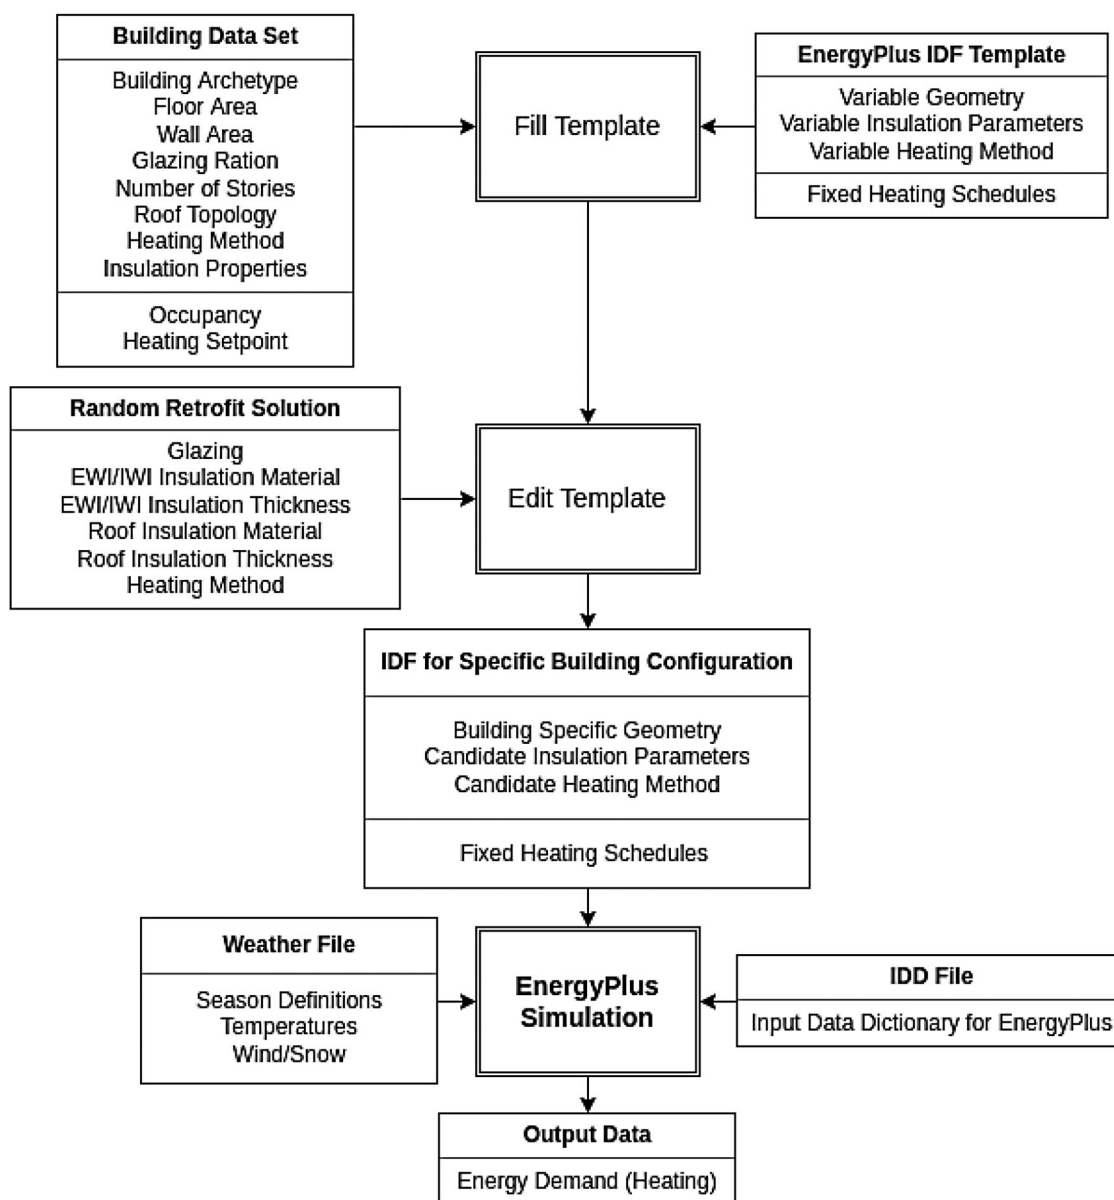 Building Data Set
Building Archetype
Floor Area
Wall Area
Glazing Ration
Number of Stories
Roof Topology
Heating Method
Insulation Properties
Occupancy
Heating Setpoint
Fill Template
EnergyPlus IDF Template
Variable Geometry
Variable Insulation Parameters
Variable Heating Method
Fixed Heating Schedules
Random Retrofit Solution
Glazing
EWI/IWI Insulation Material
EWI/IWI Insulation Thickness
Roof Insulation Material
Roof Insulation Thickness
Heating Method
Edit Template
IDF for Specific Building Configuration
Building Specific Geometry
Candidate Insulation Parameters
Candidate Heating Method
Fixed Heating Schedules
Weather File
Season Definitions
Temperatures
Wind/Snow
EnergyPlus
Simulation
IDD File
Input Data Dictionary for EnergyPlus
Output Data
Energy Demand (Heating)